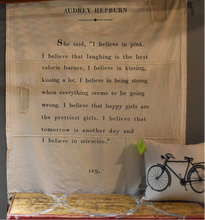 AUDREY HEPBURN
She said, "I believe in pink.
I believe that laughing is the best
calorie burner. I believe in kissing,
kissing a lot. I believe in being strong
when everything seems to be going
wrong. I believe that happy girls are
the prettiest girls. I believe that
tomorrow is another day and
I believe in miracles."
119.